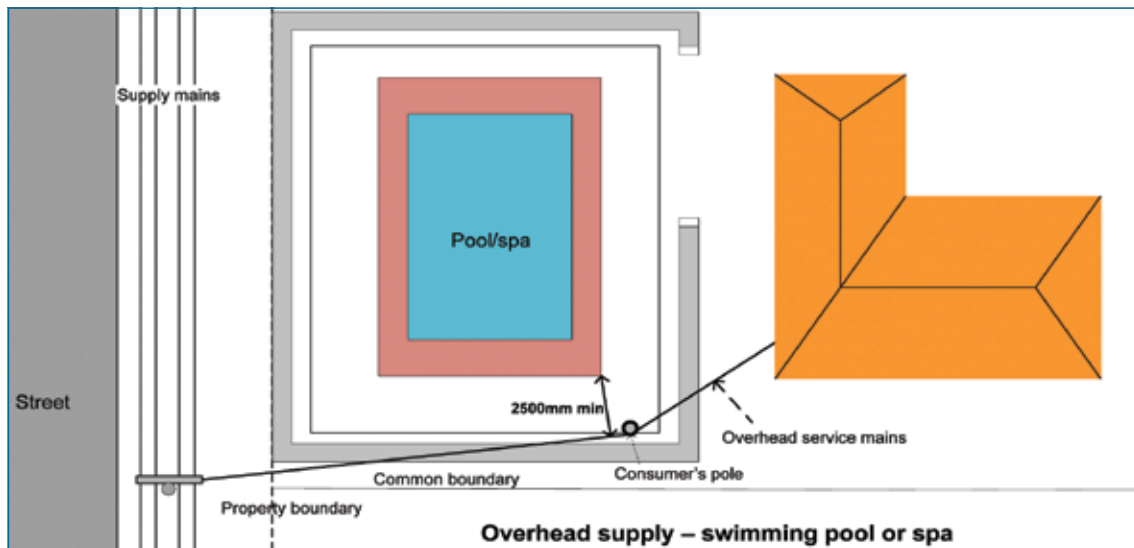 Supply mains
Pool/spa
Street
2500mm min
Overhead service mains
Consumer's pole
Common boundary
Property boundary
Overhead supply – swimming pool or spa